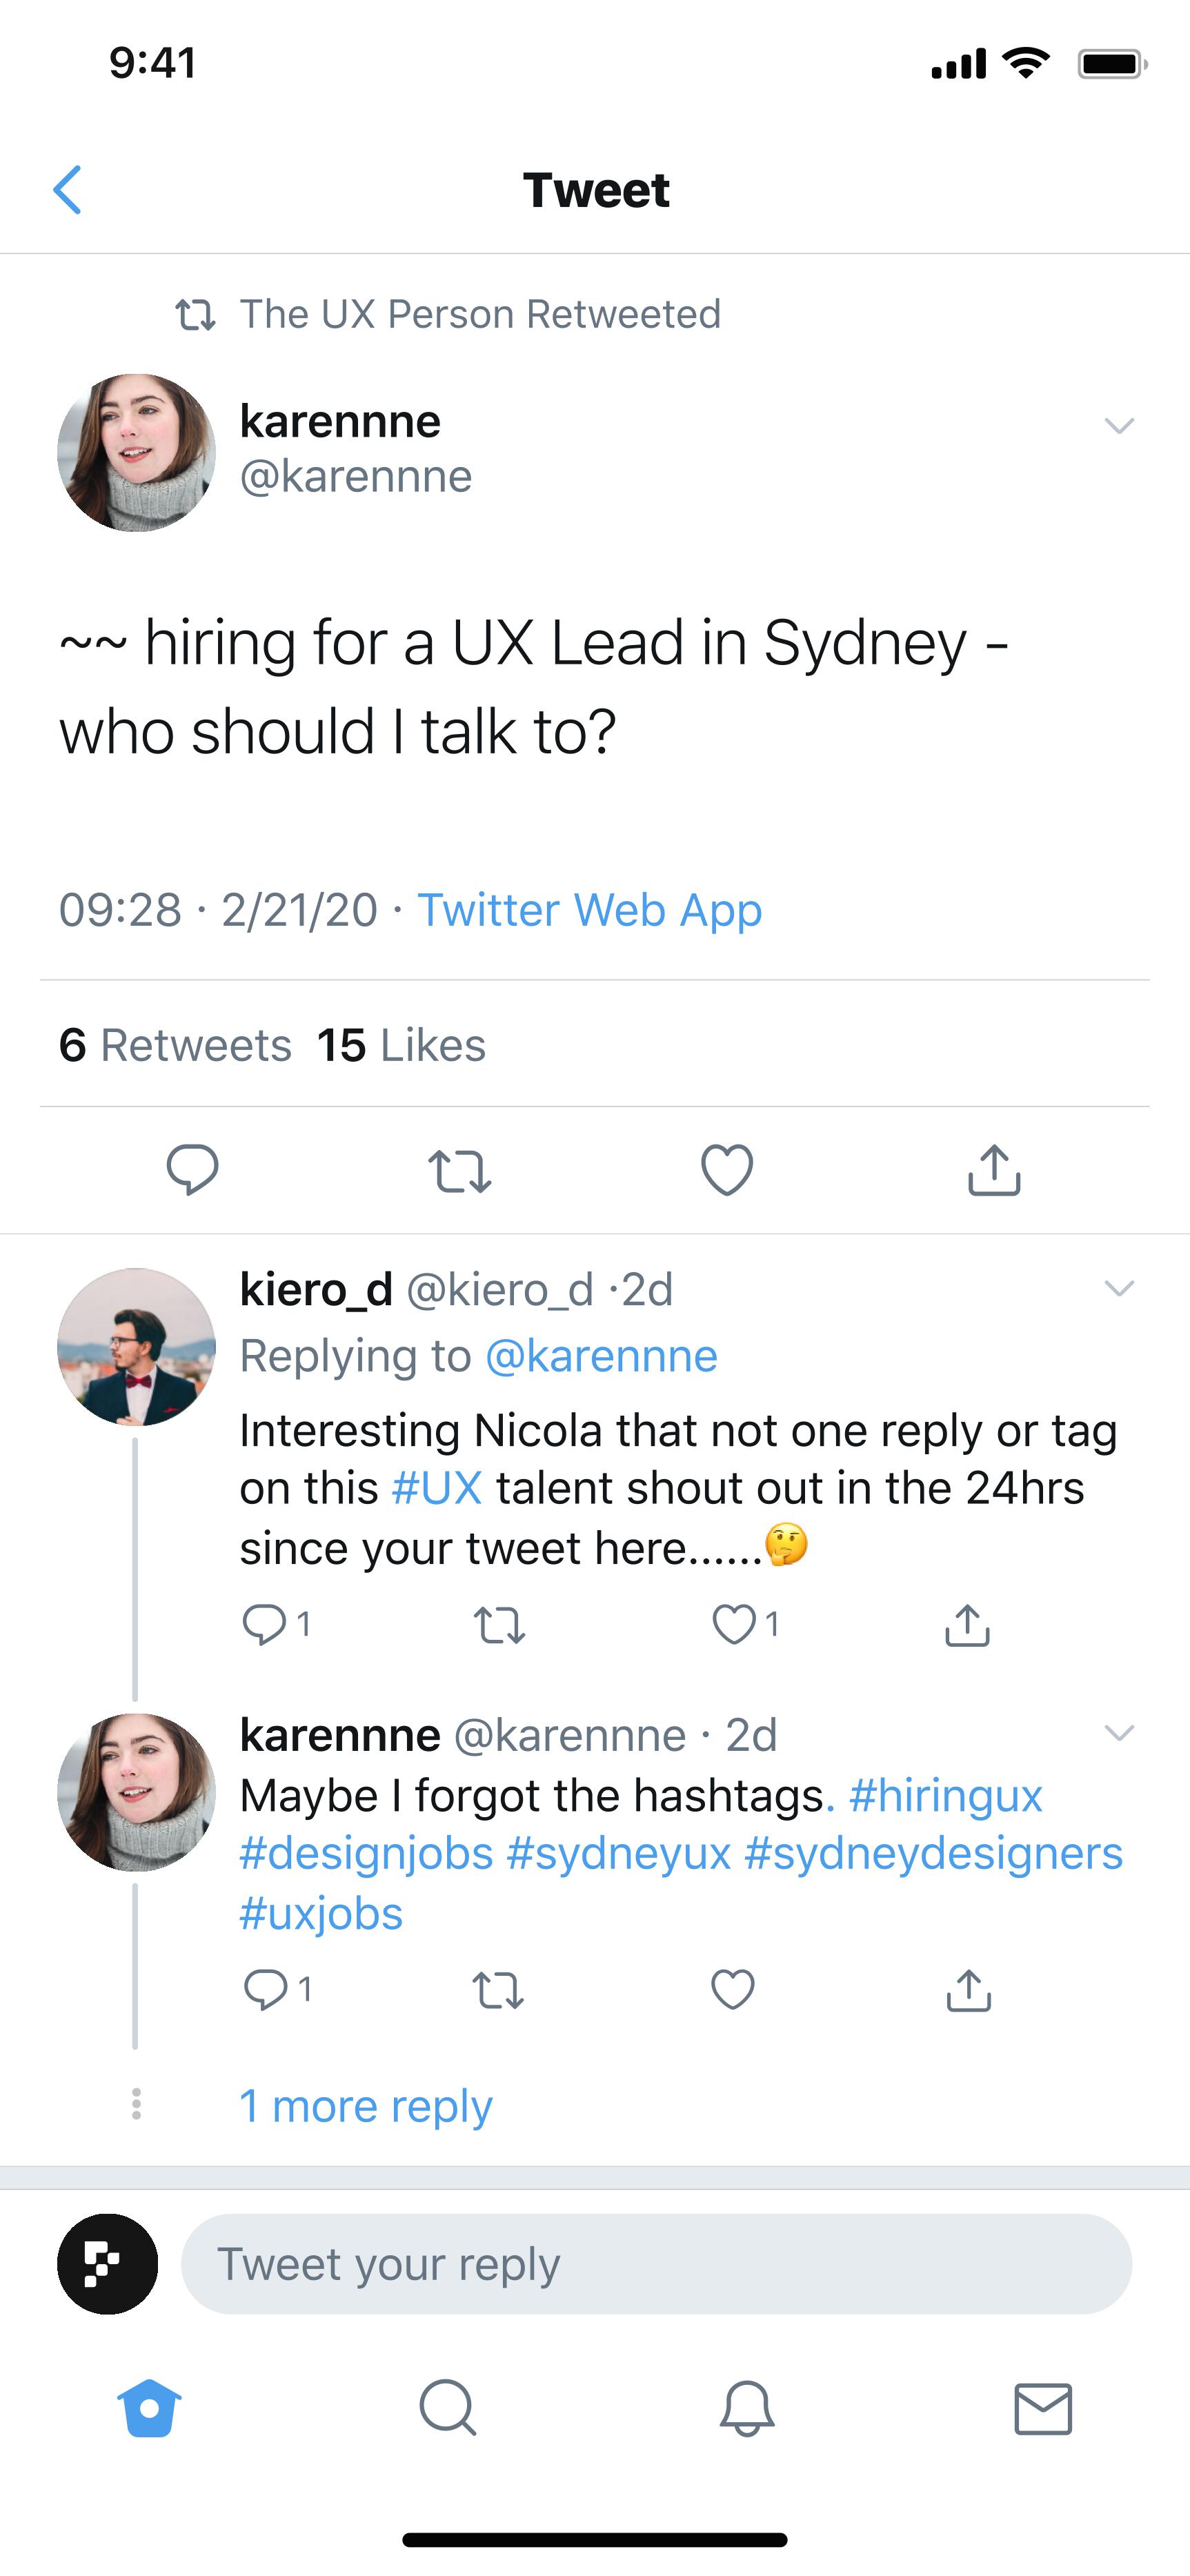 9:41
Tweet
The UX Person Retweeted
karennne
@karennne
~~ hiring for a UX Lead in Sydney -
who should I talk to?
09:28 · 2/21/20 · Twitter Web App
6 Retweets 15 Likes
kiero_d @kiero_d ·2d
Replying to @karennne
Interesting Nicola that not one reply or tag
on this #UX talent shout out in the 24hrs
since your tweet here......🤔
1 1
karennne @karennne · 2d
Maybe I forgot the hashtags. #hiringux
#designjobs #sydneyux #sydneydesigners
#uxjobs
1
1 more reply
Tweet your reply